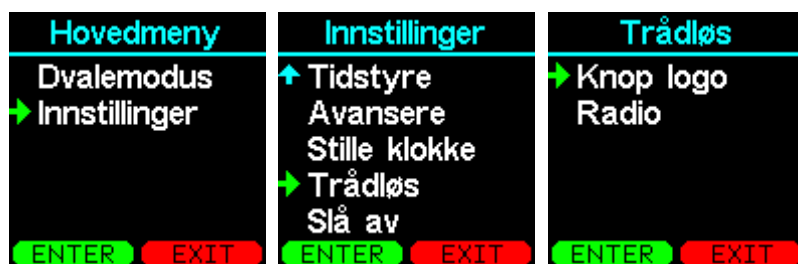 Hovedmeny
Dvalemodus
Innstillinger
ENTER EXIT
Innstillinger
Tidstyre
Avansere
Stille klokke
Trådløs
Slå av
ENTER EXIT
Trådløs
Knop logo
Radio
ENTER EXIT